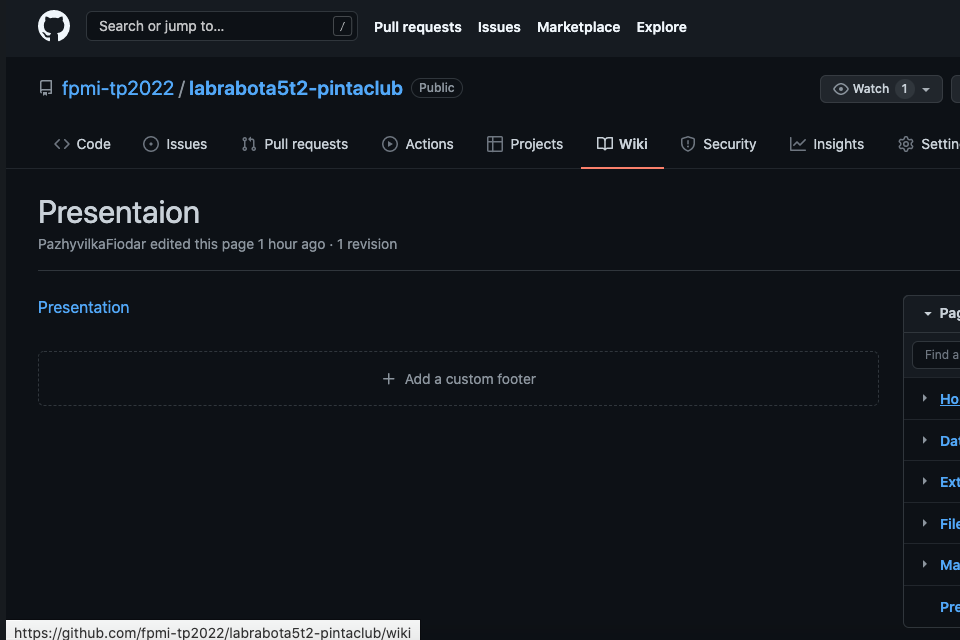 Search or jump to... /
Pull requests Issues Marketplace Explore
fpmi-tp2022 / labrabota5t2-pintaclub Public
Watch 1
Code Issues Pull requests Actions Projects Wiki Security Insights Settin
Presentaion
PazhyvilkaFiodar edited this page 1 hour ago · 1 revision
Presentation
Add a custom footer
Pag
Find a
Ho
Dat
Ext
File
Ma
Pre
https://github.com/fpmi-tp2022/labrabota5t2-pintaclub/wiki